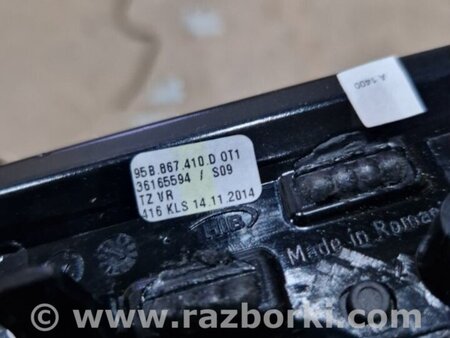 A 1400
95B.867.410.D 0T1
36165594 / S09
TZ VR
416 KLS 14.11.2014
Made in Roma
www.razborki.com